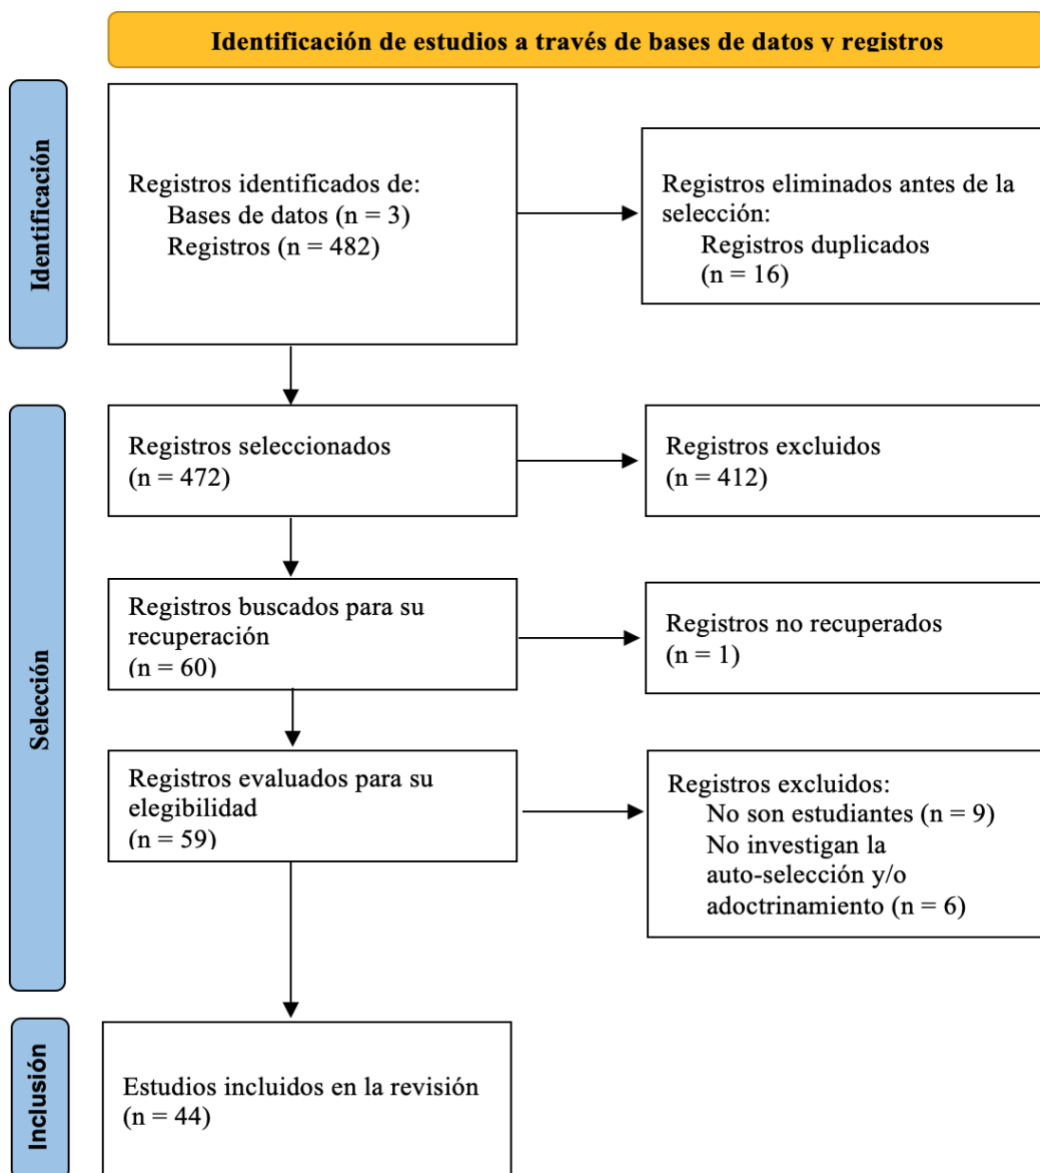 Identificación de estudios a través de bases de datos y registros
Identificación
Registros identificados de:
Bases de datos (n = 3)
Registros (n = 482)
Registros eliminados antes de la
selección:
Registros duplicados
(n = 16)
Selección
Registros seleccionados
(n = 472)
Registros excluidos
(n = 412)
Registros buscados para su
recuperación
(n = 60)
Registros no recuperados
(n = 1)
Registros evaluados para su
elegibilidad
(n = 59)
Registros excluidos:
No son estudiantes (n = 9)
No investigan la
auto-selección y/o
adoctrinamiento (n = 6)
Inclusión
Estudios incluidos en la revisión
(n = 44)